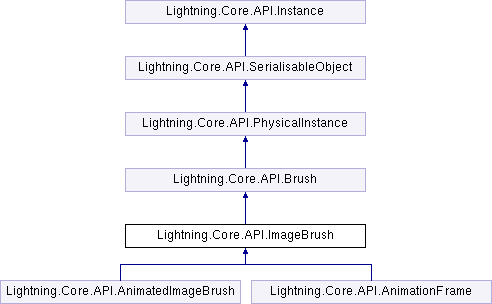 Lightning.Core.API.Instance
Lightning.Core.API.SerialisableObject
Lightning.Core.API.PhysicalInstance
Lightning.Core.API.Brush
Lightning.Core.API.ImageBrush
Lightning.Core.API.AnimatedImageBrush
Lightning.Core.API.AnimationFrame